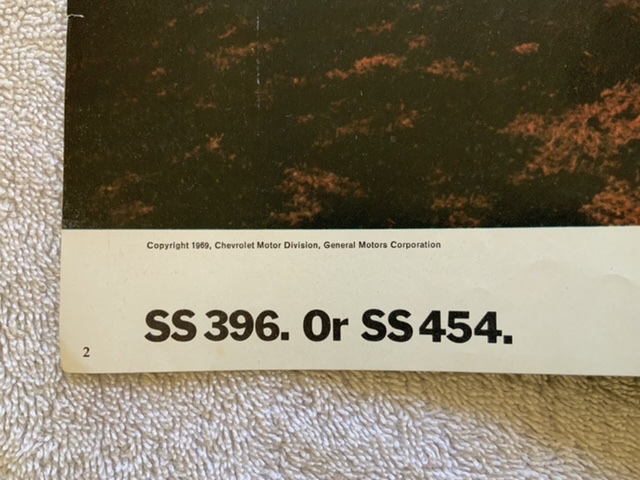 Copyright 1969, Chevrolet Motor Division, General Motors Corporation
SS 396. Or SS 454.
2